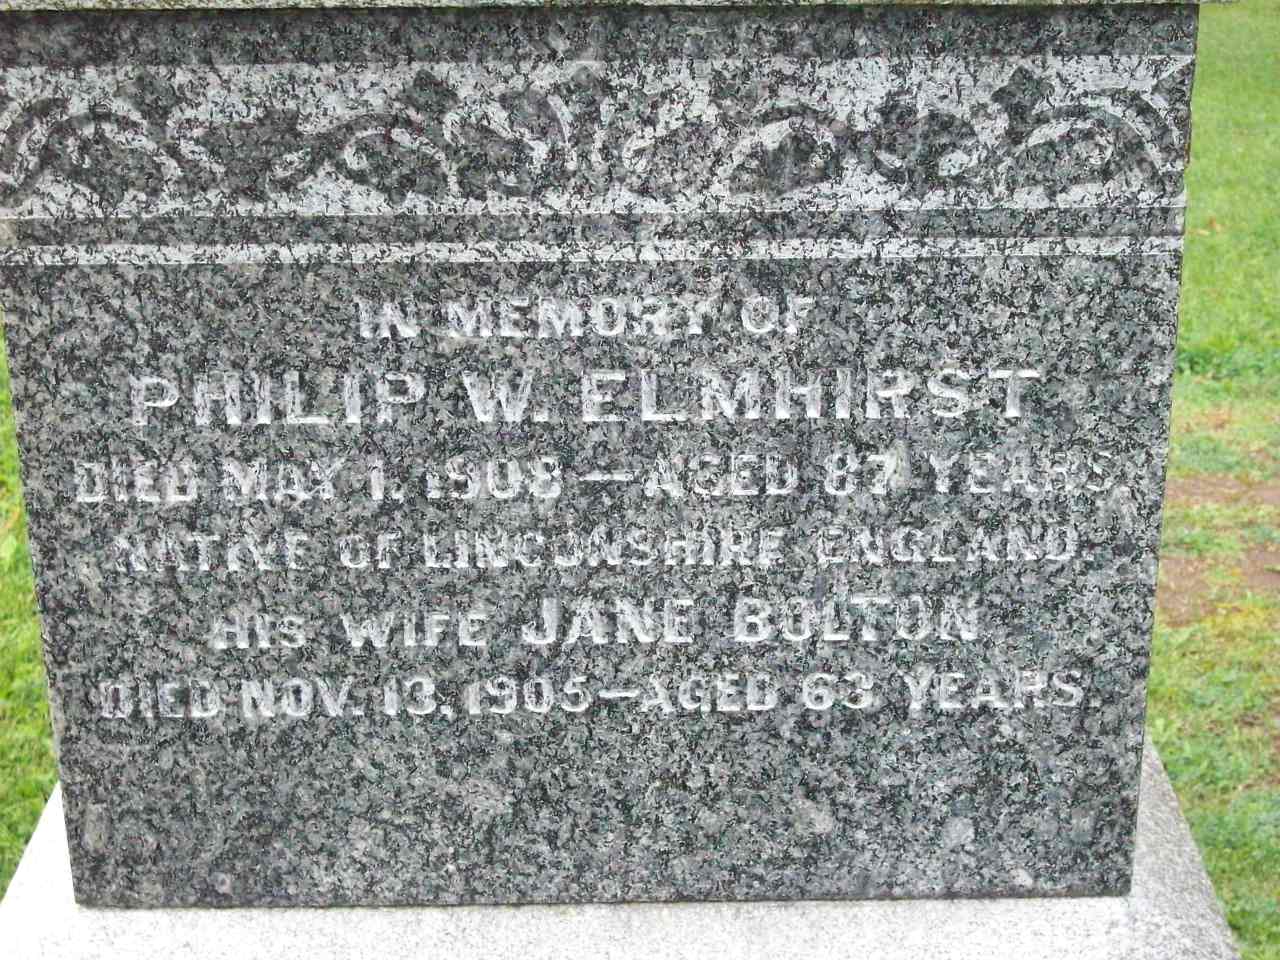 IN MEMORY OF
PHILIP W. ELMHIRST
DIED MAY 1. 1908 — AGED 87 YEARS.
NATIVE OF LINCONSHIRE ENGLAND
HIS WIFE JANE BOLTON
DIED NOV. 13, 1905 — AGED 63 YEARS.